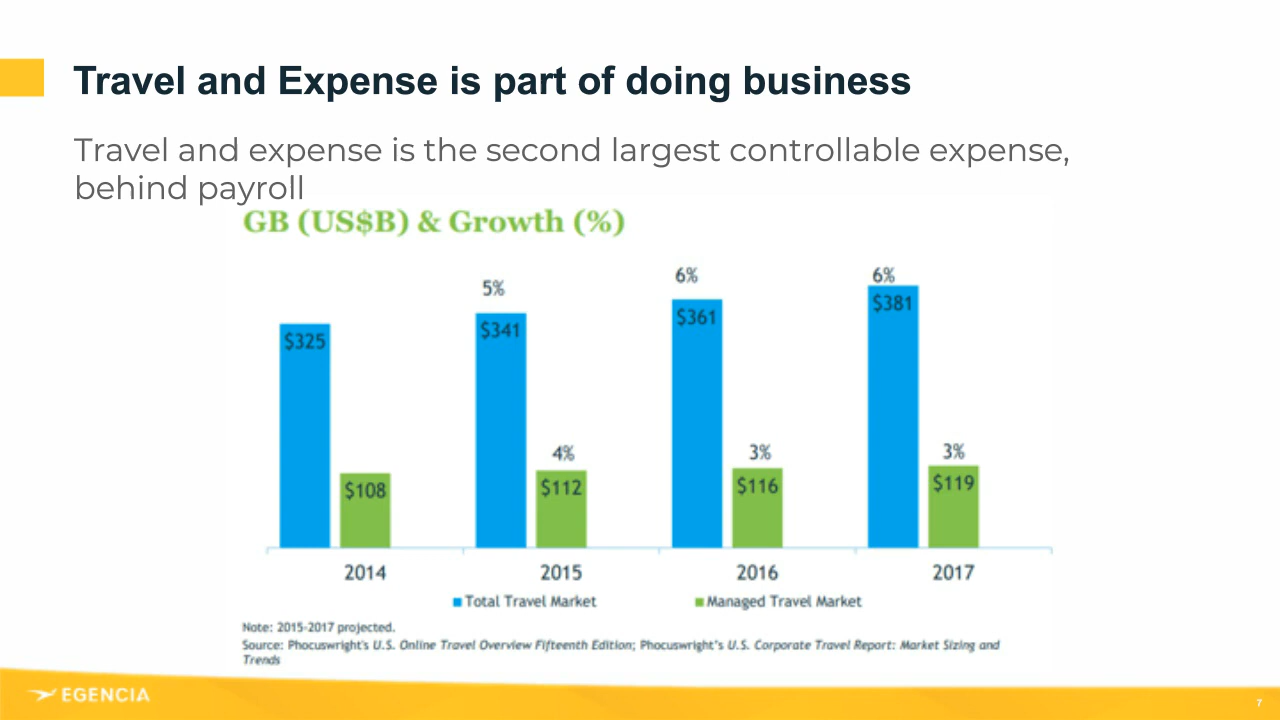 Travel and Expense is part of doing business
Travel and expense is the second largest controllable expense,
behind payroll
GB (US$B) & Growth (%)
5%
6%
6%
$325
$341
$361
$381
4%
3%
3%
$108
$112
$116
$119
2014
2015
2016
2017
Total Travel Market
Managed Travel Market
Note: 2015-2017 projected.
Source: Phocuswright's U.S. Online Travel Overview Fifteenth Edition; Phocuswright's U.S. Corporate Travel Report: Market Sizing and
Trends
EGENCIA
7